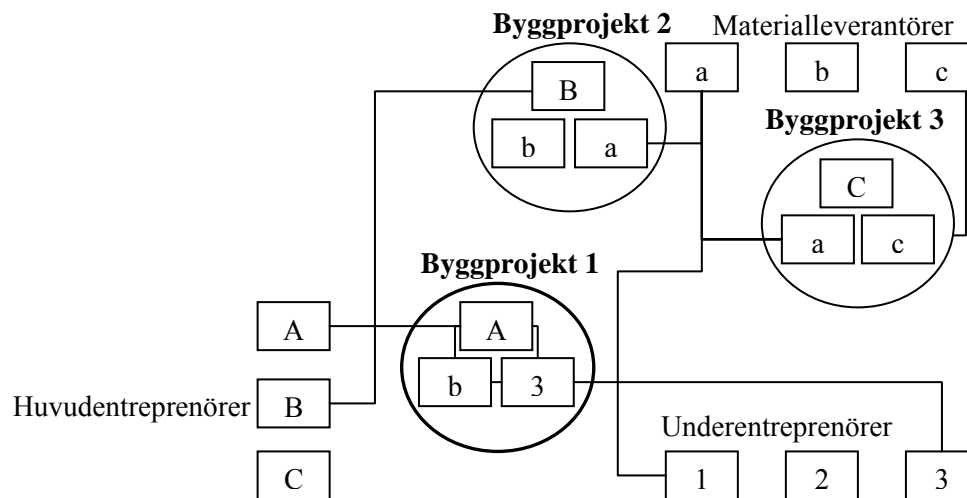 Byggprojekt 2
Materialleverantörer
a b c
B
b a
Byggprojekt 3
C
a c
Byggprojekt 1
A
A
b 3
Huvudentreprenörer B
Underentreprenörer
C
1 2 3